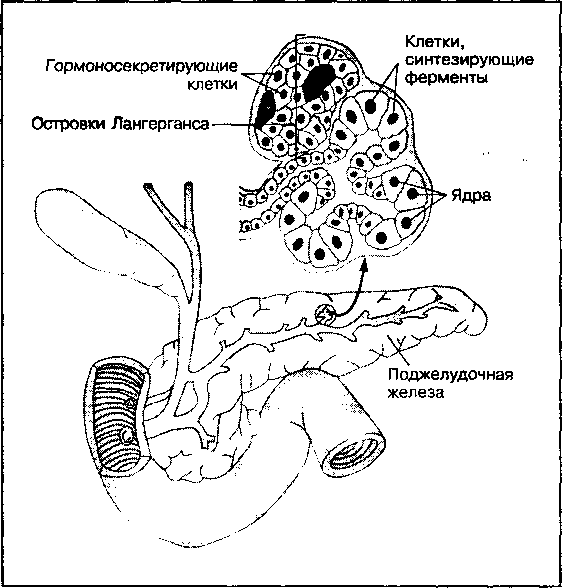 Гормоносекретирующие
клетки
Островки Лангерганса
Клетки,
синтезирующие
ферменты
Ядра
Поджелудочная
железа